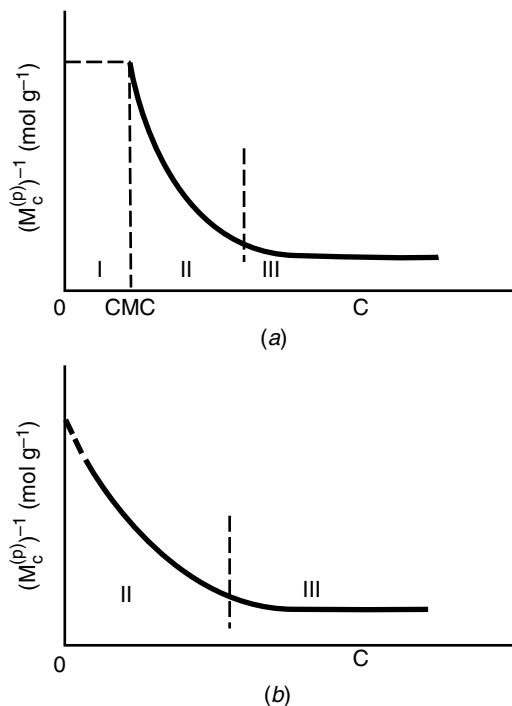 (M_c^(p))^−1 (mol g^−1)
I II III
0 CMC C
(a)
(M_c^(p))^−1 (mol g^−1)
II III
0 C
(b)